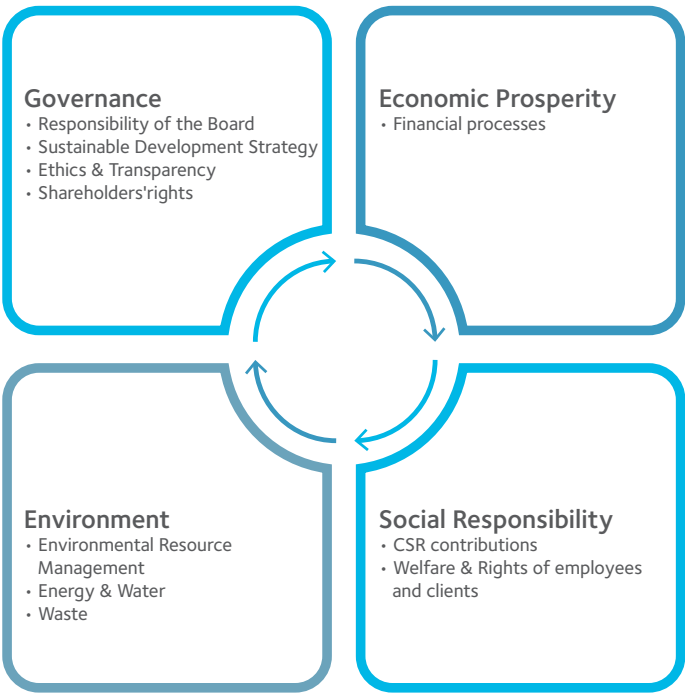 Governance
• Responsibility of the Board
• Sustainable Development Strategy
• Ethics & Transparency
• Shareholders'rights
Economic Prosperity
• Financial processes
Environment
• Environmental Resource
Management
• Energy & Water
• Waste
Social Responsibility
• CSR contributions
• Welfare & Rights of employees
and clients